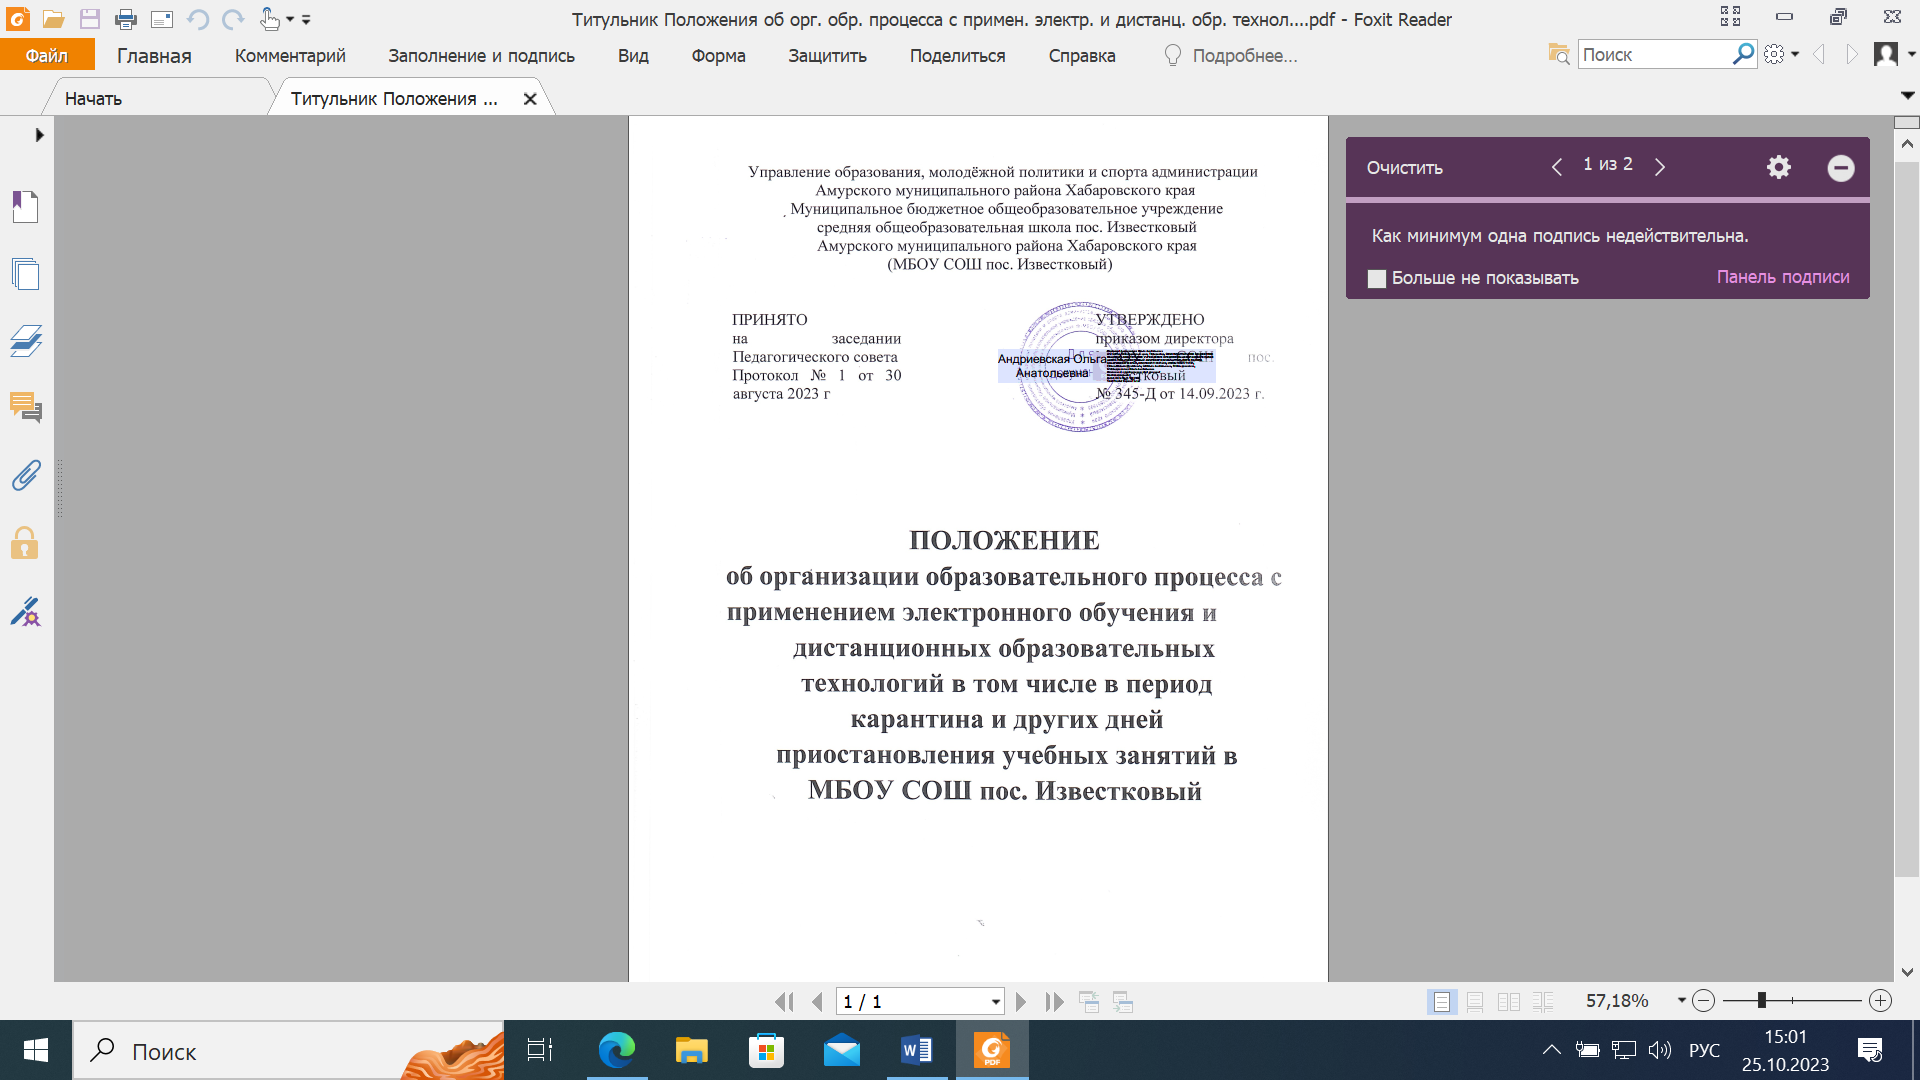 Титульник Положения об орг. обр. процесса с примен. электр. и дистанц. обр. технол....pdf - Foxit Reader
Файл Главная Комментарий Заполнение и подпись Вид Форма Защитить Поделиться Справка Подробнее... Поиск
Начать Титульник Положения ...
Управление образования, молодёжной политики и спорта администрации
Амурского муниципального района Хабаровского края
Муниципальное бюджетное общеобразовательное учреждение
средняя общеобразовательная школа пос. Известковый
Амурского муниципального района Хабаровского края
(МБОУ СОШ пос. Известковый)
ПРИНЯТО
на заседании
Педагогического совета
Протокол № 1 от 30
августа 2023 г
УТВЕРЖДЕНО
приказом директора
СОШ пос.
Андриевская Ольга
Анатольевна
№ 345-Д от 14.09.2023 г.
ПОЛОЖЕНИЕ
об организации образовательного процесса с
применением электронного обучения и
дистанционных образовательных
технологий в том числе в период
карантина и других дней
приостановления учебных занятий в
МБОУ СОШ пос. Известковый
Очистить 1 из 2
Как минимум одна подпись недействительна.
Больше не показывать Панель подписи
1 / 1 57,18%
Поиск PDF РУС 15:01
25.10.2023